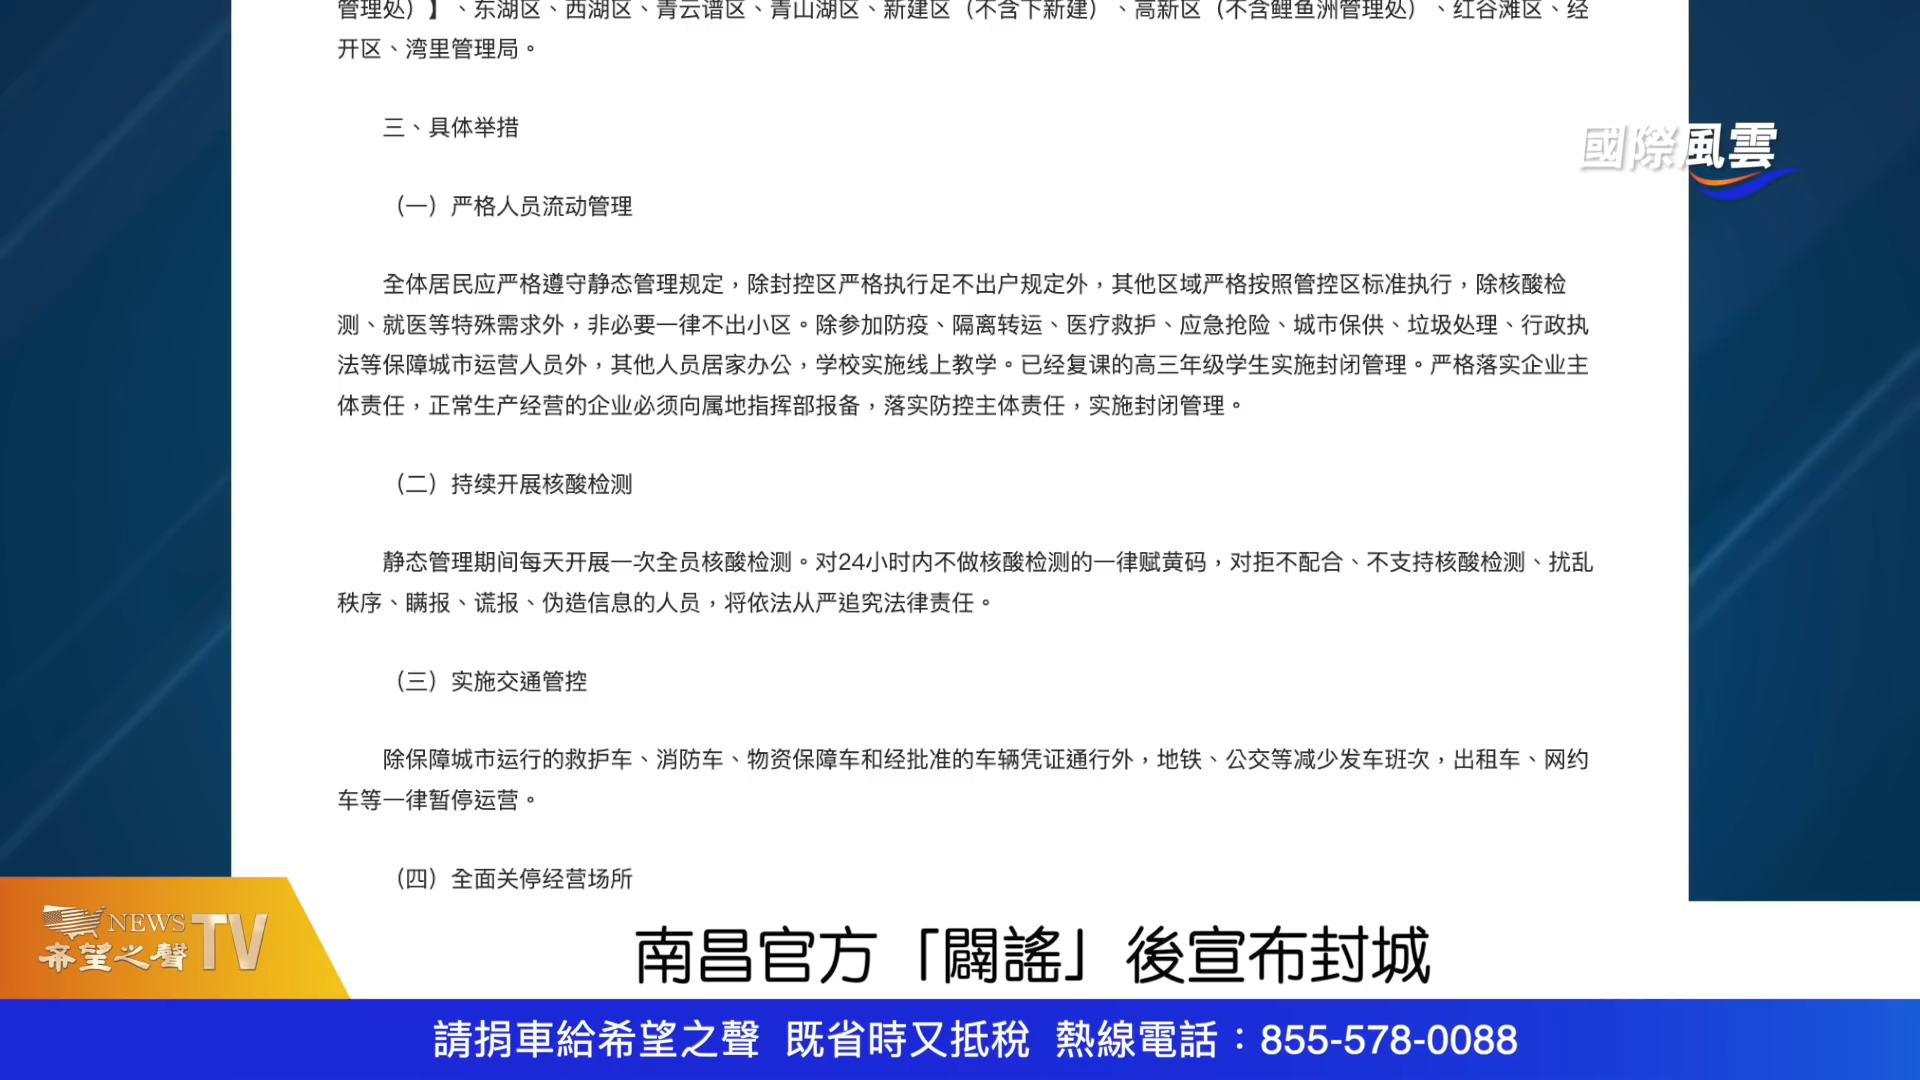 管理处）】、东湖区、西湖区、青云谱区、青山湖区、新建区（不含下新建）、高新区（不含鲤鱼洲管理处）、红谷滩区、经
开区、湾里管理局。
三、具体举措
（一）严格人员流动管理
全体居民应严格遵守静态管理规定，除封控区严格执行足不出户规定外，其他区域严格按照管控区标准执行，除核酸检
测、就医等特殊需求外，非必要一律不出小区。除参加防疫、隔离转运、医疗救护、应急抢险、城市保供、垃圾处理、行政执
法等保障城市运营人员外，其他人员居家办公，学校实施线上教学。已经复课的高三年级学生实施封闭管理。严格落实企业主
体责任，正常生产经营的企业必须向属地指挥部报备，落实防控主体责任，实施封闭管理。
（二）持续开展核酸检测
静态管理期间每天开展一次全员核酸检测。对24小时内不做核酸检测的一律赋黄码，对拒不配合、不支持核酸检测、扰乱
秩序、瞒报、谎报、伪造信息的人员，将依法从严追究法律责任。
（三）实施交通管控
除保障城市运行的救护车、消防车、物资保障车和经批准的车辆凭证通行外，地铁、公交等减少发车班次，出租车、网约
车等一律暂停运营。
（四）全面关停经营场所
國際風雲
NEWS
希望之聲 TV
南昌官方「闢謠」後宣布封城
請捐車給希望之聲 既省時又抵稅 熱線電話：855-578-0088